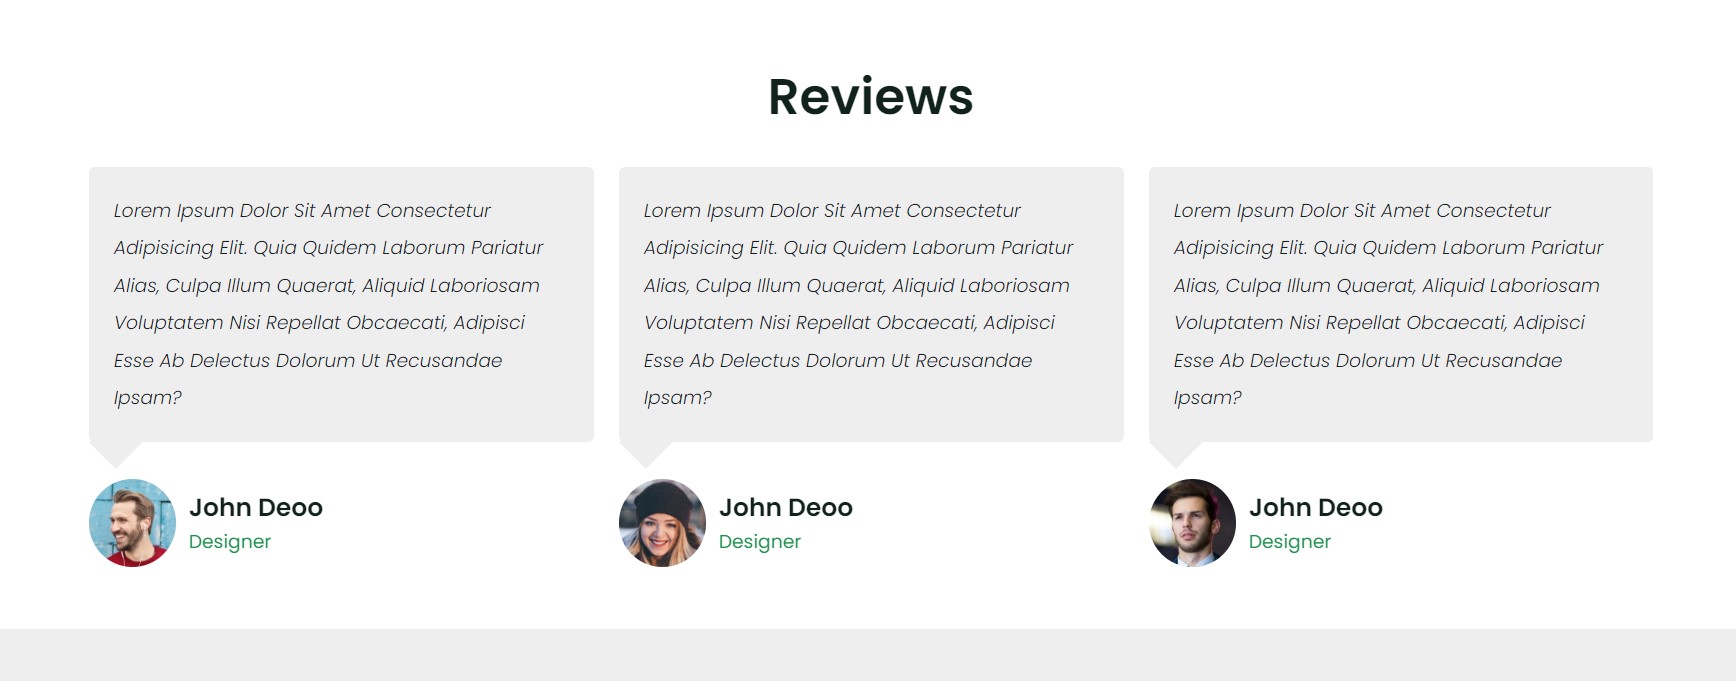 Reviews
Lorem Ipsum Dolor Sit Amet Consectetur
Adipisicing Elit. Quia Quidem Laborum Pariatur
Alias, Culpa Illum Quaerat, Aliquid Laboriosam
Voluptatem Nisi Repellat Obcaecati, Adipisci
Esse Ab Delectus Dolorum Ut Recusandae
Ipsam?
John Deoo
Designer
Lorem Ipsum Dolor Sit Amet Consectetur
Adipisicing Elit. Quia Quidem Laborum Pariatur
Alias, Culpa Illum Quaerat, Aliquid Laboriosam
Voluptatem Nisi Repellat Obcaecati, Adipisci
Esse Ab Delectus Dolorum Ut Recusandae
Ipsam?
John Deoo
Designer
Lorem Ipsum Dolor Sit Amet Consectetur
Adipisicing Elit. Quia Quidem Laborum Pariatur
Alias, Culpa Illum Quaerat, Aliquid Laboriosam
Voluptatem Nisi Repellat Obcaecati, Adipisci
Esse Ab Delectus Dolorum Ut Recusandae
Ipsam?
John Deoo
Designer